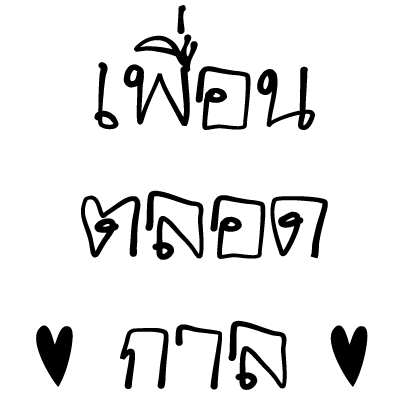 เพื่อน
ตลอด
กาล